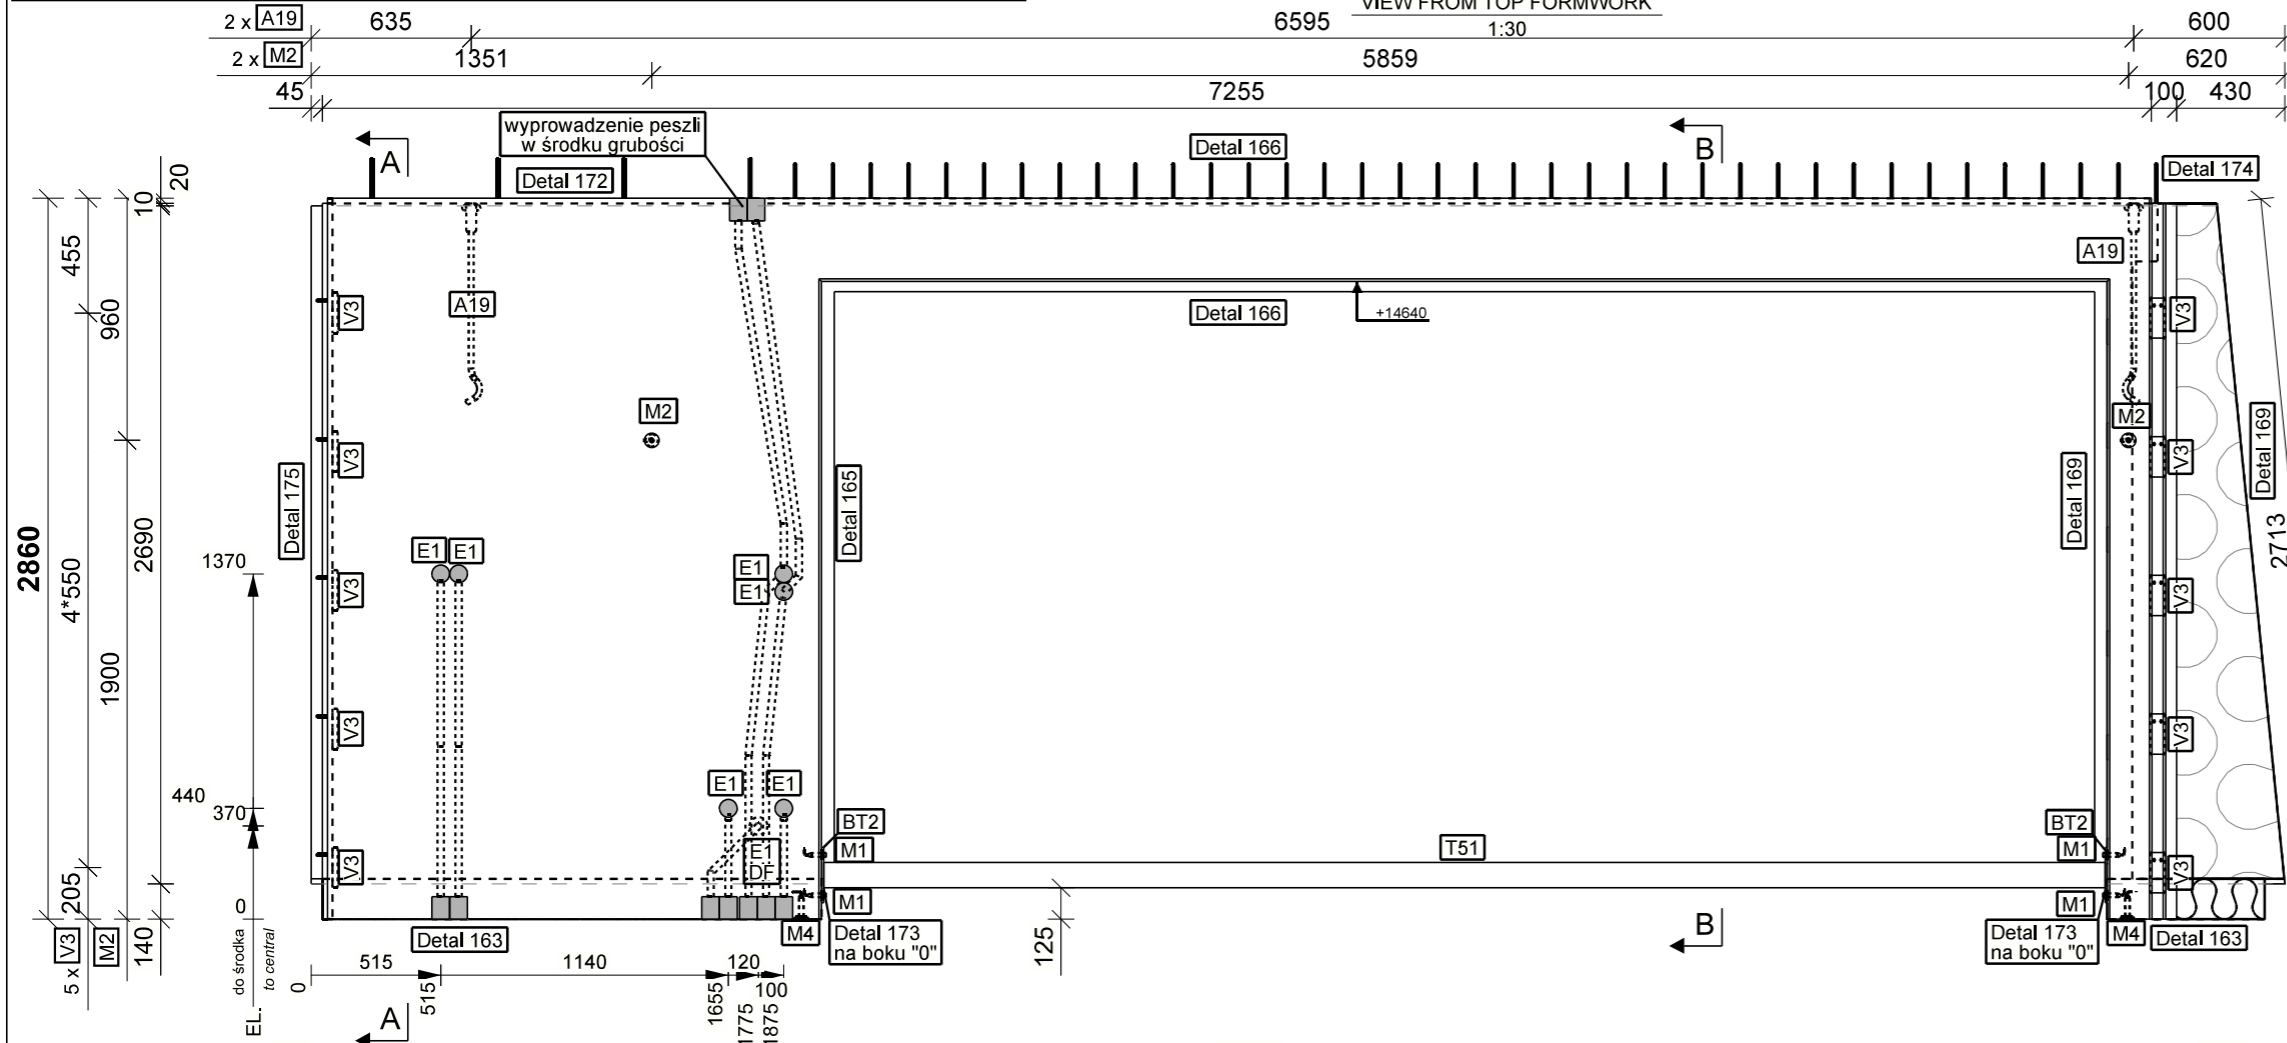 VIEW FROM TOP FORMWORK
1:30
2 x A19
635
6595
600
2 x M2
1351
5859
620
45
7255
100
430
wyprowadzenie peszli
w środku grubości
A
B
Detal 166
Detal 172
Detal 174
20
10
455
960
A19
A19
V3
V3
Detal 166
+14640
M2
M2
V3
V3
Detal 175
Detal 165
Detal 169
Detal 169
2860
4*550
2690
2713
1370
E1
E1
E1
E1
V3
V3
1900
V3
V3
440
370
E1
E1
BT2
BT2
M1
M1
T51
E1
DF
V3
V3
205
0
M1
M1
5 x V3
M2
140
do środka
to central
EL.
Detal 163
M4
Detal 173
na boku "0"
125
B
Detal 173
na boku "0"
M4
Detal 163
515
1140
120
100
0
515
1655
1775
1875
A